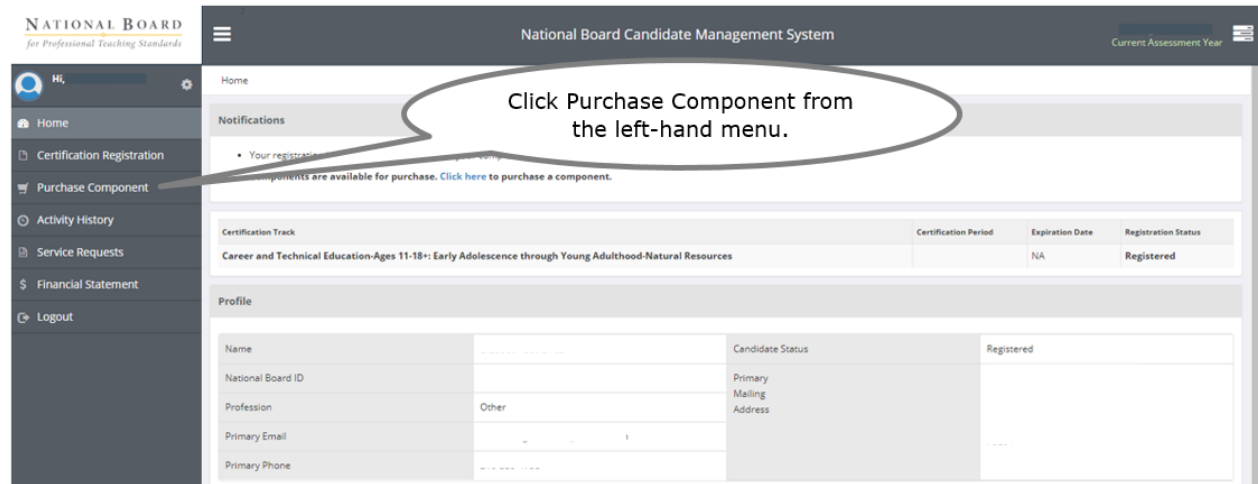 NATIONAL BOARD
for Professional Teaching Standards
National Board Candidate Management System
Current Assessment Year
Hi,
Home
Certification Registration
Purchase Component
Activity History
Service Requests
$ Financial Statement
Logout
Home
Click Purchase Component from
the left-hand menu.
Notifications
• Your registration
are available for purchase. Click here to purchase a component.
Certification Track Certification Period Expiration Date Registration Status
Career and Technical Education-Ages 11-18+: Early Adolescence through Young Adulthood-Natural Resources NA Registered
Profile
Name Candidate Status Registered
National Board ID Primary
Mailing
Address
Profession Other
Primary Email
Primary Phone